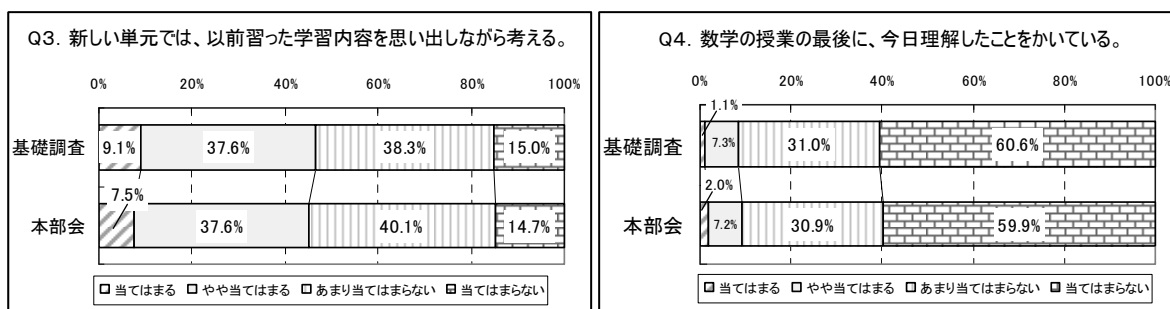 Q3. 新しい単元では、以前習った学習内容を思い出しながら考える。
0% 20% 40% 60% 80% 100%
基礎調査 9.1% 37.6% 38.3% 15.0%
7.5%
本部会 37.6% 40.1% 14.7%
当てはまる やや当てはまる あまり当てはまらない 当てはまらない
Q4. 数学の授業の最後に、今日理解したことをかいている。
0% 20% 40% 60% 80% 100%
1.1%
基礎調査 7.3% 31.0% 60.6%
2.0%
本部会 7.2% 30.9% 59.9%
当てはまる やや当てはまる あまり当てはまらない 当てはまらない